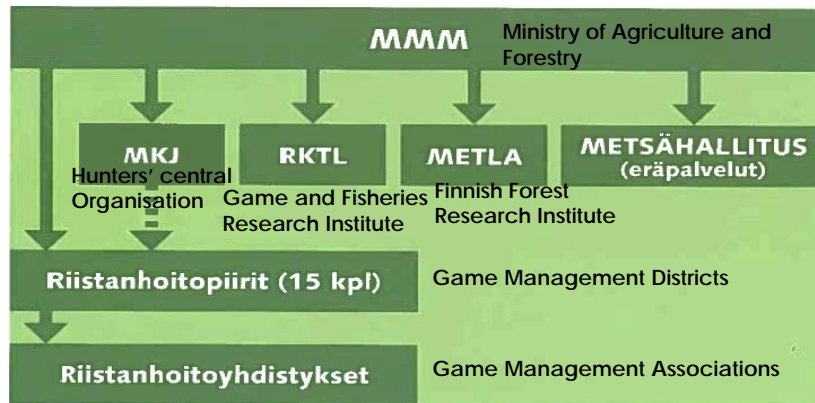 MMM
Ministry of Agriculture and
Forestry
MKJ
Hunters' central
Organisation
RKTL
Game and Fisheries
Research Institute
METLA
Finnish Forest
Research Institute
METSÄHALLITUS
(eräpalvelut)
Riistanhoitopiirit (15 kpl)
Game Management Districts
Riistanhoitoyhdistykset
Game Management Associations